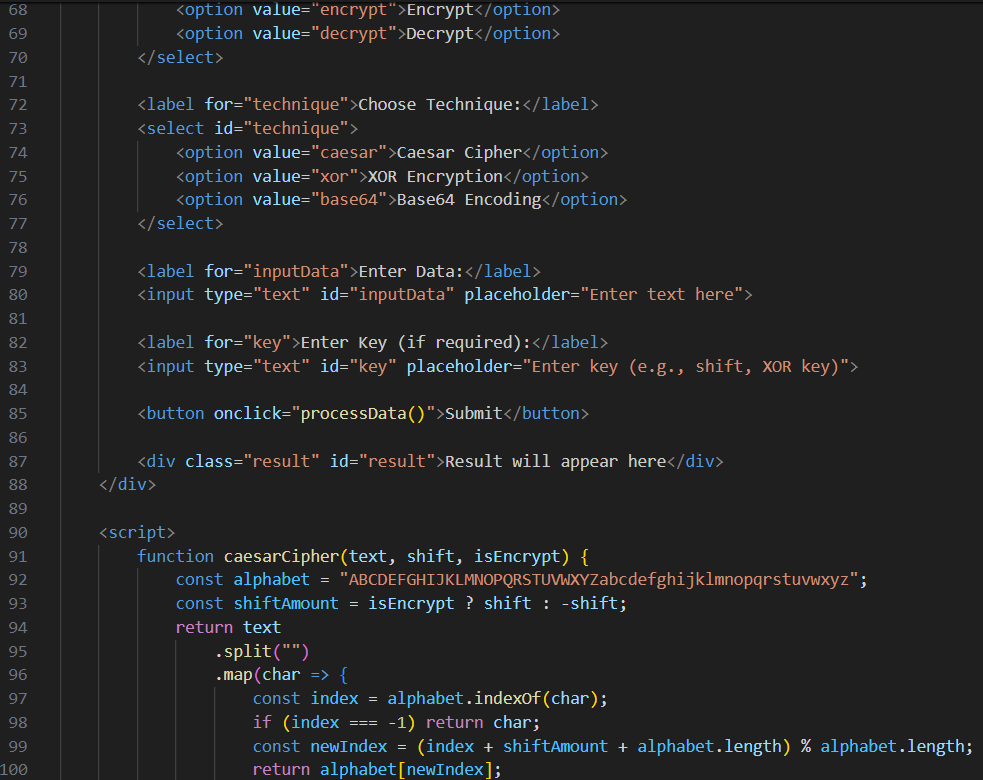 68 <option value="encrypt">Encrypt</option>
69 <option value="decrypt">Decrypt</option>
70 </select>
71
72 <label for="technique">Choose Technique:</label>
73 <select id="technique">
74 <option value="caesar">Caesar Cipher</option>
75 <option value="xor">XOR Encryption</option>
76 <option value="base64">Base64 Encoding</option>
77 </select>
78
79 <label for="inputData">Enter Data:</label>
80 <input type="text" id="inputData" placeholder="Enter text here">
81
82 <label for="key">Enter Key (if required):</label>
83 <input type="text" id="key" placeholder="Enter key (e.g., shift, XOR key)">
84
85 <button onclick="processData()">Submit</button>
86
87 <div class="result" id="result">Result will appear here</div>
88 </div>
89
90 <script>
91 function caesarCipher(text, shift, isEncrypt) {
92 const alphabet = "ABCDEFGHIJKLMNOPQRSTUVWXYZabcdefghijklmnopqrstuvwxyz";
93 const shiftAmount = isEncrypt ? shift : -shift;
94 return text
95 .split("")
96 .map(char => {
97 const index = alphabet.indexOf(char);
98 if (index === -1) return char;
99 const newIndex = (index + shiftAmount + alphabet.length) % alphabet.length;
100 return alphabet[newIndex];